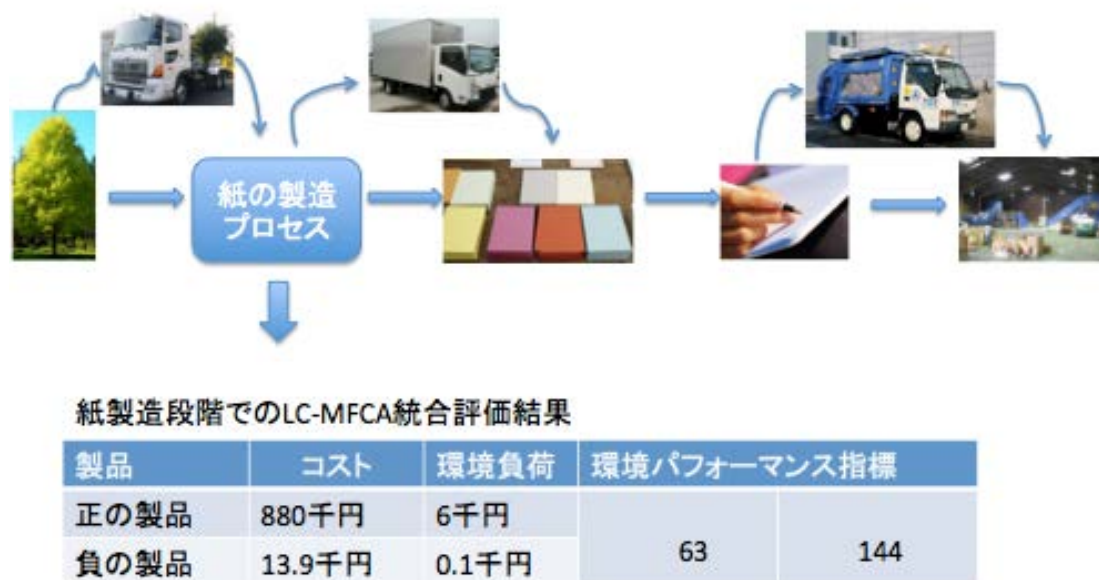 紙の製造
プロセス
紙製造段階でのLC-MFCA統合評価結果
製品 コスト 環境負荷 環境パフォーマンス指標
正の製品 880千円 6千円
負の製品 13.9千円 0.1千円
63 144